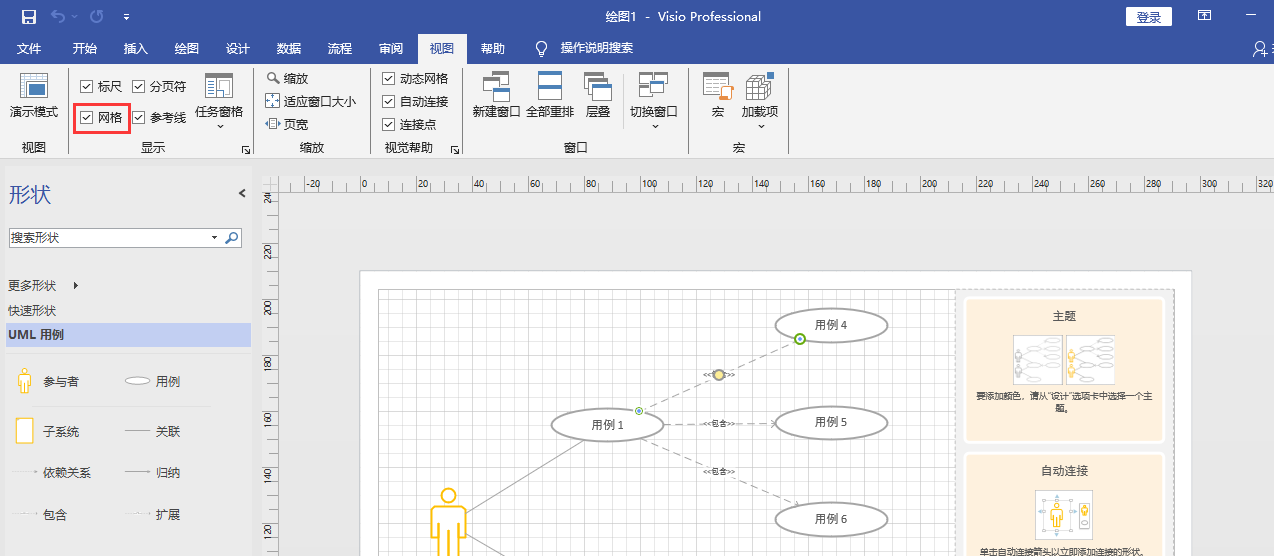 绘图1 - Visio Professional
登录
文件 开始 插入 绘图 设计 数据 流程 审阅 视图 帮助 操作说明搜索
演示模式
视图
标尺 分页符
网格 参考线
任务窗格
显示
缩放
适应窗口大小
页宽
缩放
动态网格
自动连接
连接点
视觉帮助
新建窗口 全部重排 层叠 切换窗口
窗口
宏 加载项
宏
形状
搜索形状
更多形状
快速形状
UML 用例
参与者 用例
子系统 关联
依赖关系 归纳
包含 扩展
-20 0 20 40 60 80 100 120 140 160 180 200 220 240 260 280 300 320
220
200
180
160
140
120
用例 4
用例 1
<<包含>>
用例 5
<<包含>>
用例 6
主题
要添加颜色，请从“设计”选项卡中选择一个主
题。
自动连接
单击自动连接箭头以立即添加连接的形状。